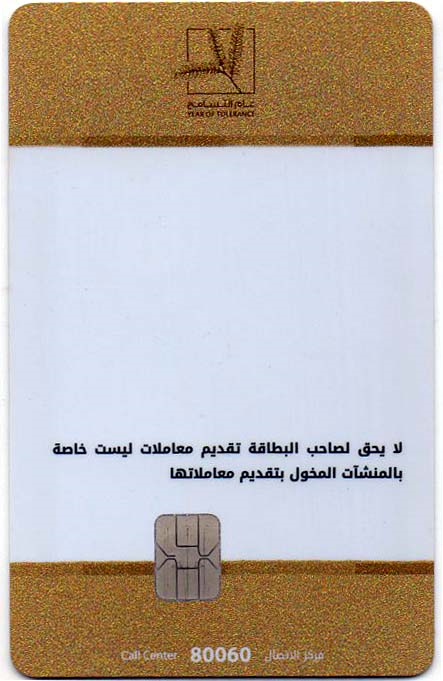 عام التسامح
YEAR OF TOLERANCE
لا يحق لصاحب البطاقة تقديم معاملات ليست خاصة
بالمنشآت المخول بتقديم معاملاتها
Call Center 80060 مركز الاتصال